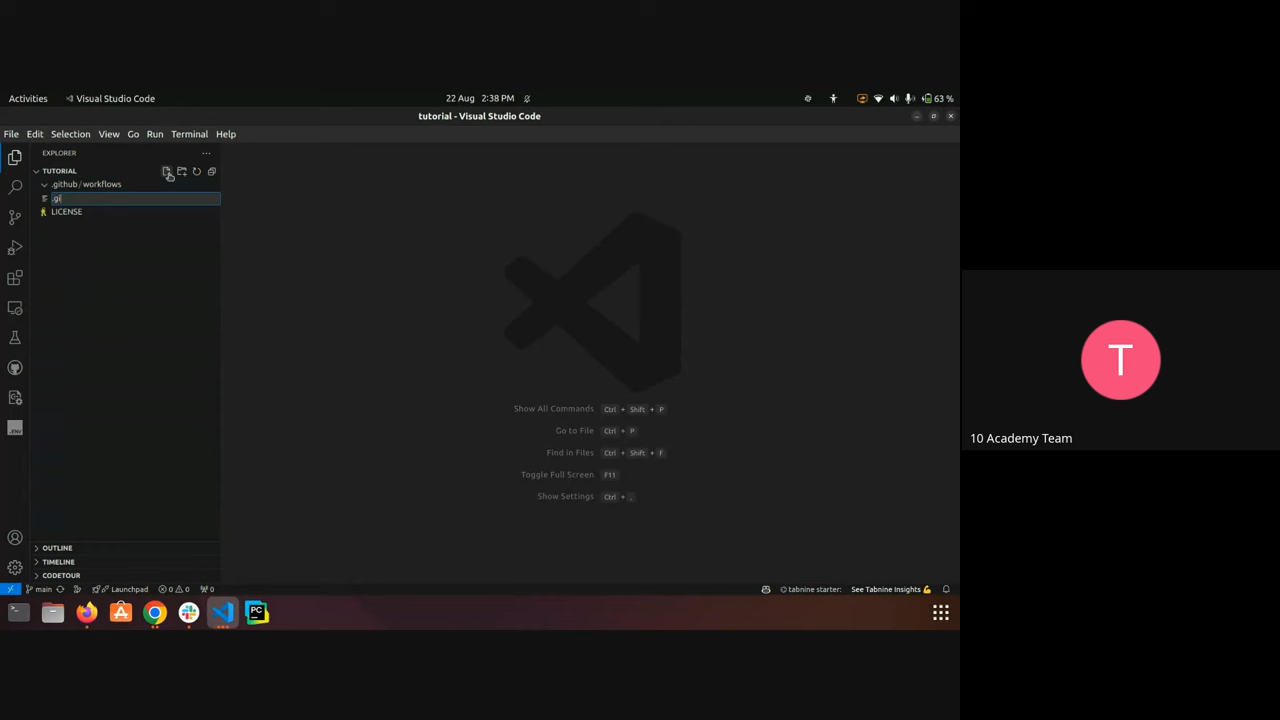 Activities
Visual Studio Code
22 Aug 2:38 PM
63 %
tutorial - Visual Studio Code
File Edit Selection View Go Run Terminal Help
EXPLORER
TUTORIAL
.github / workflows
.gi
LICENSE
Show All Commands Ctrl + Shift + P
Go to File Ctrl + P
Find in Files Ctrl + Shift + F
Toggle Full Screen F11
Show Settings Ctrl + ,
T
10 Academy Team
.ENV
OUTLINE
TIMELINE
CODETOUR
main Launchpad 0 0 0 tabnine starter: See Tabnine Insights 💪
PC